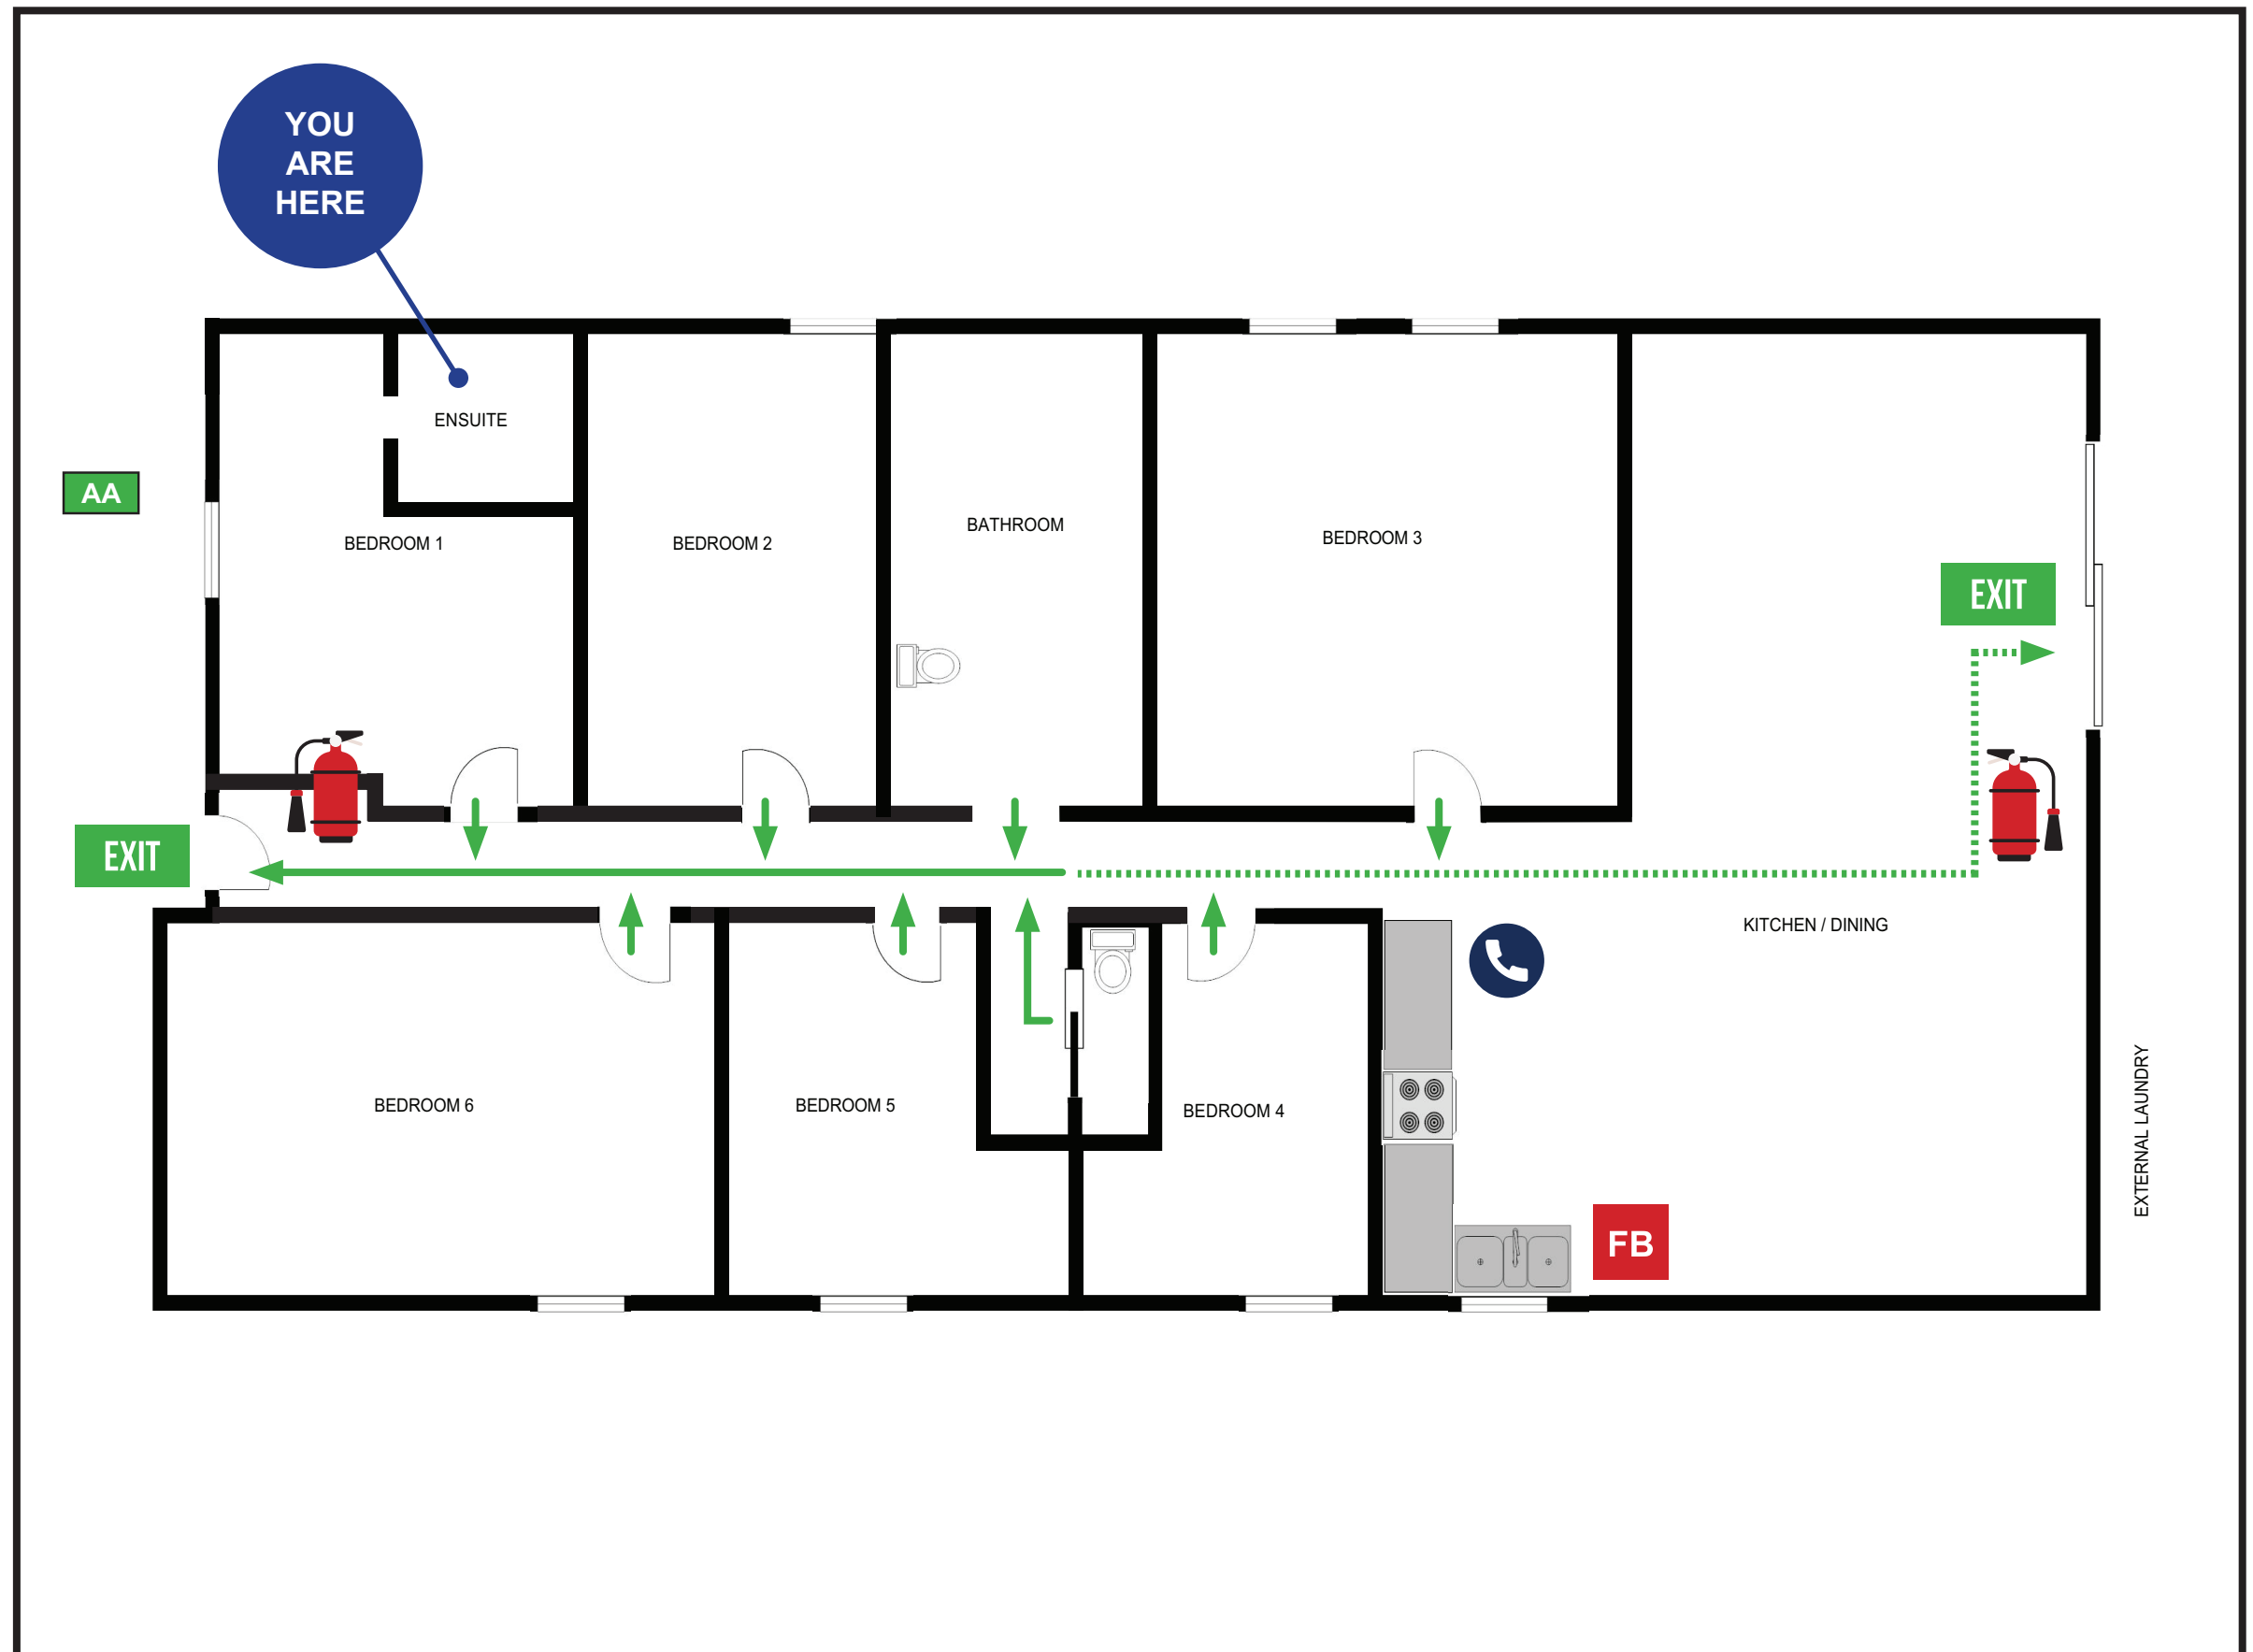 YOU
ARE
HERE
ENSUITE
AA
BEDROOM 1
BEDROOM 2
BATHROOM
BEDROOM 3
EXIT
EXIT
KITCHEN / DINING
BEDROOM 6
BEDROOM 5
BEDROOM 4
EXTERNAL LAUNDRY
FB